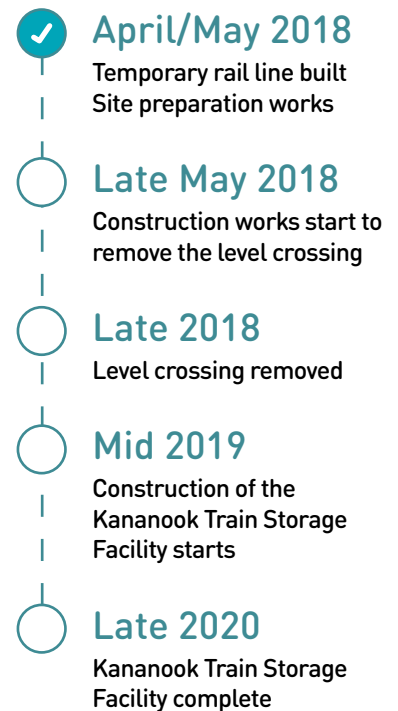 April/May 2018
Temporary rail line built
Site preparation works
Late May 2018
Construction works start to
remove the level crossing
Late 2018
Level crossing removed
Mid 2019
Construction of the
Kananook Train Storage
Facility starts
Late 2020
Kananook Train Storage
Facility complete